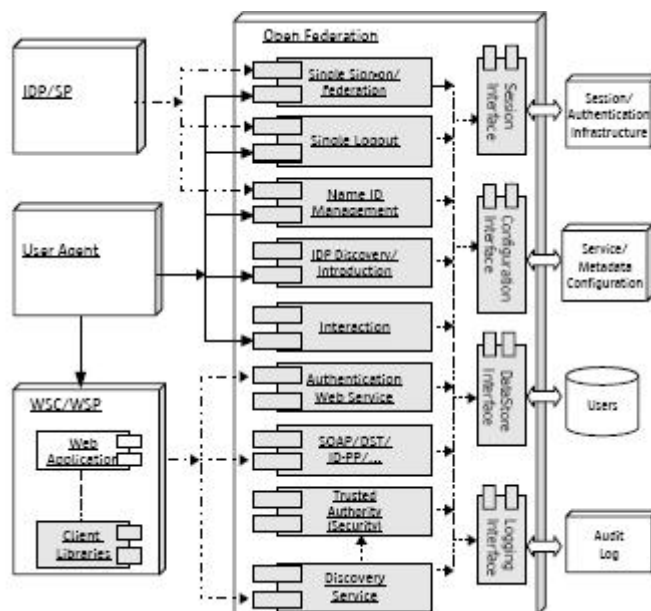 Open Federation
IDP/SP
Single Sign-on/
Federation
Single Logout
Name ID
Management
User Agent
IDP Discovery/
Introduction
Interaction
WSC/WSP
Web
Application
Client
Libraries
Authentication
Web Service
SOAP/DST/
ID-PP/...
Trusted
Authority
(Security)
Discovery
Service
Session
Interface
Configuration
Interface
DataStore
Interface
Logging
Interface
Session/
Authentication
Infrastructure
Service/
Metadata
Configuration
Users
Audit
Log